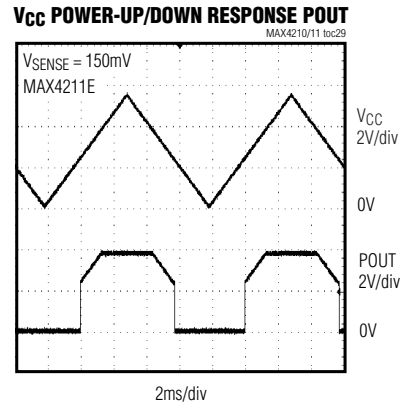 VCC POWER-UP/DOWN RESPONSE POUT
MAX4210/11 toc29
VSENSE = 150mV
MAX4211E
VCC
2V/div
0V
POUT
2V/div
0V
2ms/div